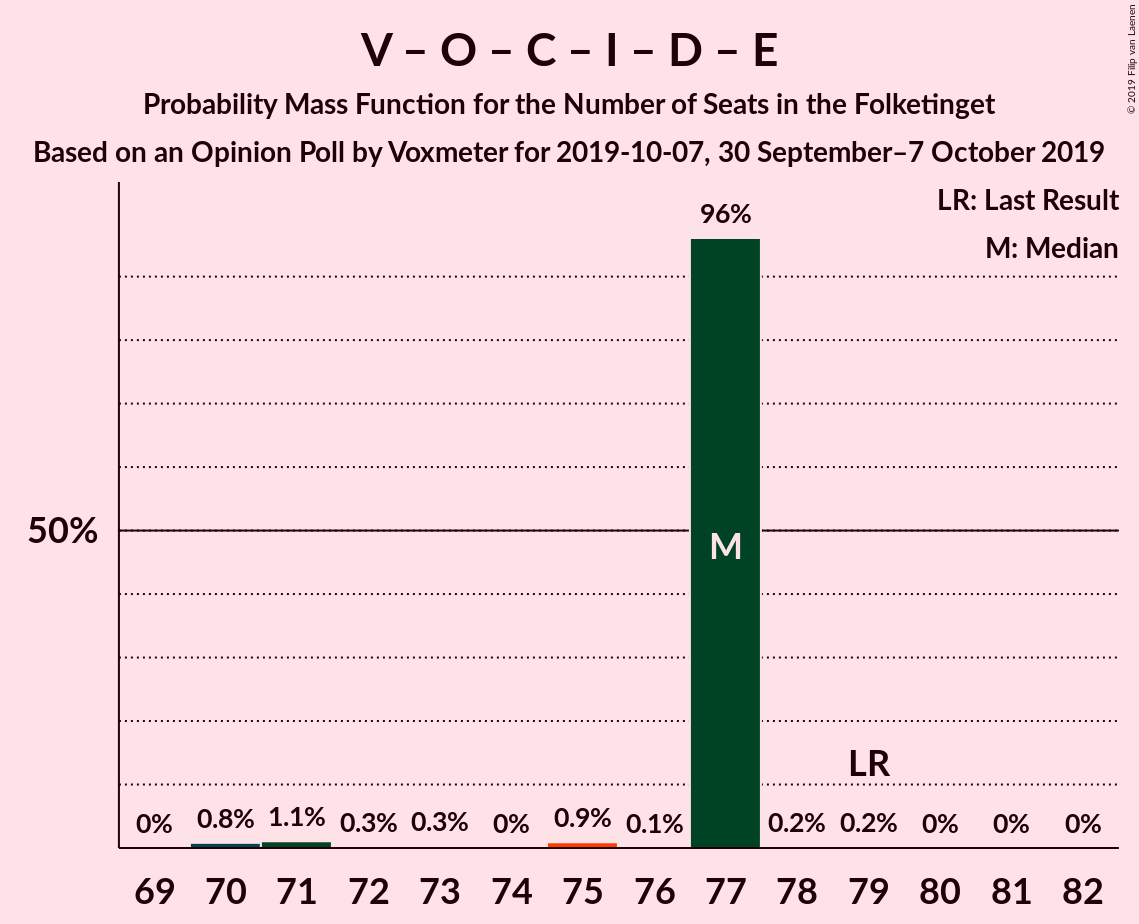 V – O – C – I – D – E
Probability Mass Function for the Number of Seats in the Folketinget
Based on an Opinion Poll by Voxmeter for 2019-10-07, 30 September–7 October 2019
© 2019 Filip van Laenen
LR: Last Result
M: Median
96%
50%
M
LR
0% 0.8% 1.1% 0.3% 0.3% 0% 0.9% 0.1% 0.2% 0.2% 0% 0% 0%
69 70 71 72 73 74 75 76 77 78 79 80 81 82